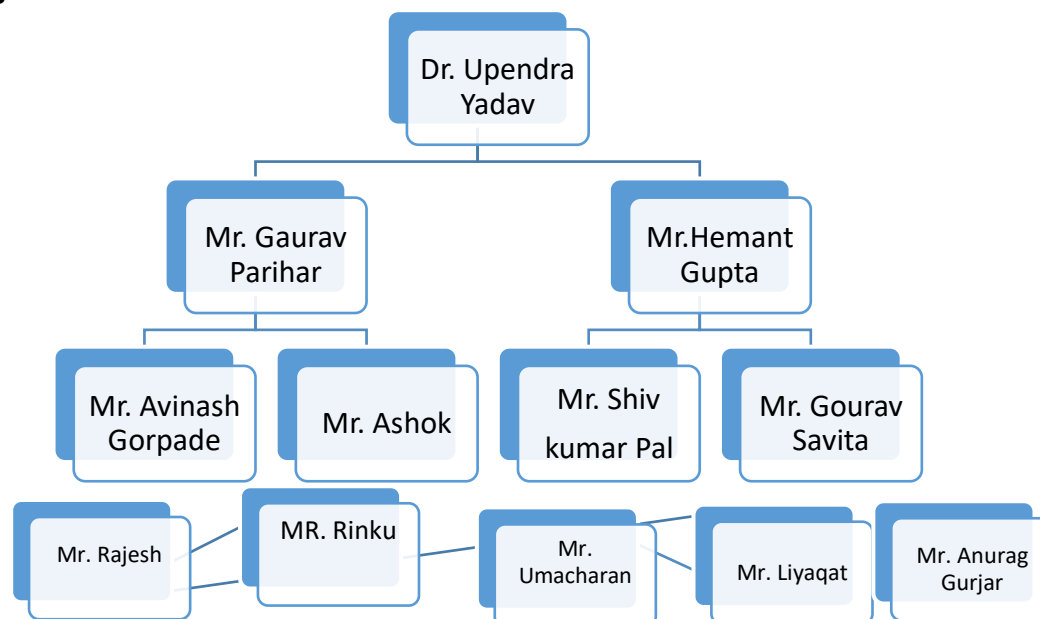 Dr. Upendra
Yadav
Mr. Gaurav
Parihar
Mr.Hemant
Gupta
Mr. Avinash
Gorpade
Mr. Ashok
Mr. Shiv
kumar Pal
Mr. Gourav
Savita
Mr. Rajesh
MR. Rinku
Mr.
Umacharan
Mr. Liyaqat
Mr. Anurag
Gurjar